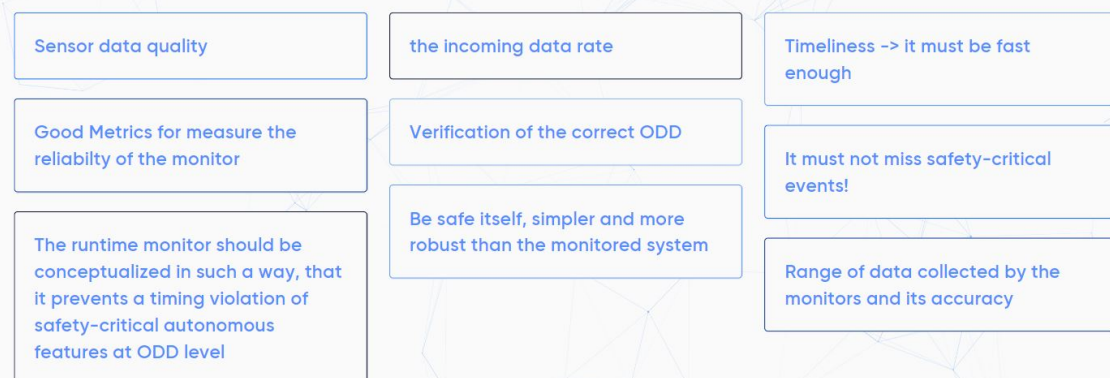 Sensor data quality
Good Metrics for measure the
reliabilty of the monitor
The runtime monitor should be
conceptualized in such a way, that
it prevents a timing violation of
safety-critical autonomous
features at ODD level
the incoming data rate
Verification of the correct ODD
Be safe itself, simpler and more
robust than the monitored system
Timeliness -> it must be fast
enough
It must not miss safety-critical
events!
Range of data collected by the
monitors and its accuracy